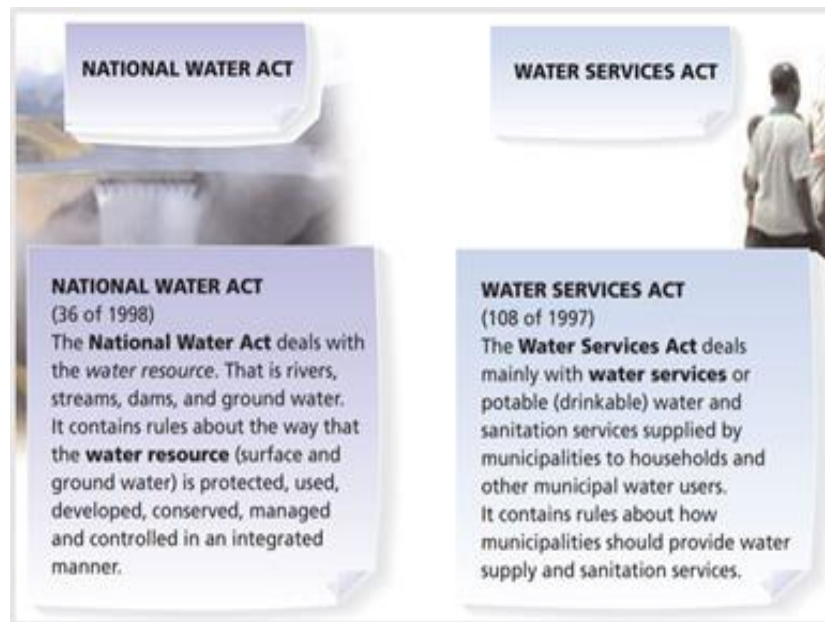 NATIONAL WATER ACT
WATER SERVICES ACT
NATIONAL WATER ACT
(36 of 1998)
The National Water Act deals with
the water resource. That is rivers,
streams, dams, and ground water.
It contains rules about the way that
the water resource (surface and
ground water) is protected, used,
developed, conserved, managed
and controlled in an integrated
manner.
WATER SERVICES ACT
(108 of 1997)
The Water Services Act deals
mainly with water services or
potable (drinkable) water and
sanitation services supplied by
municipalities to households and
other municipal water users.
It contains rules about how
municipalities should provide water
supply and sanitation services.